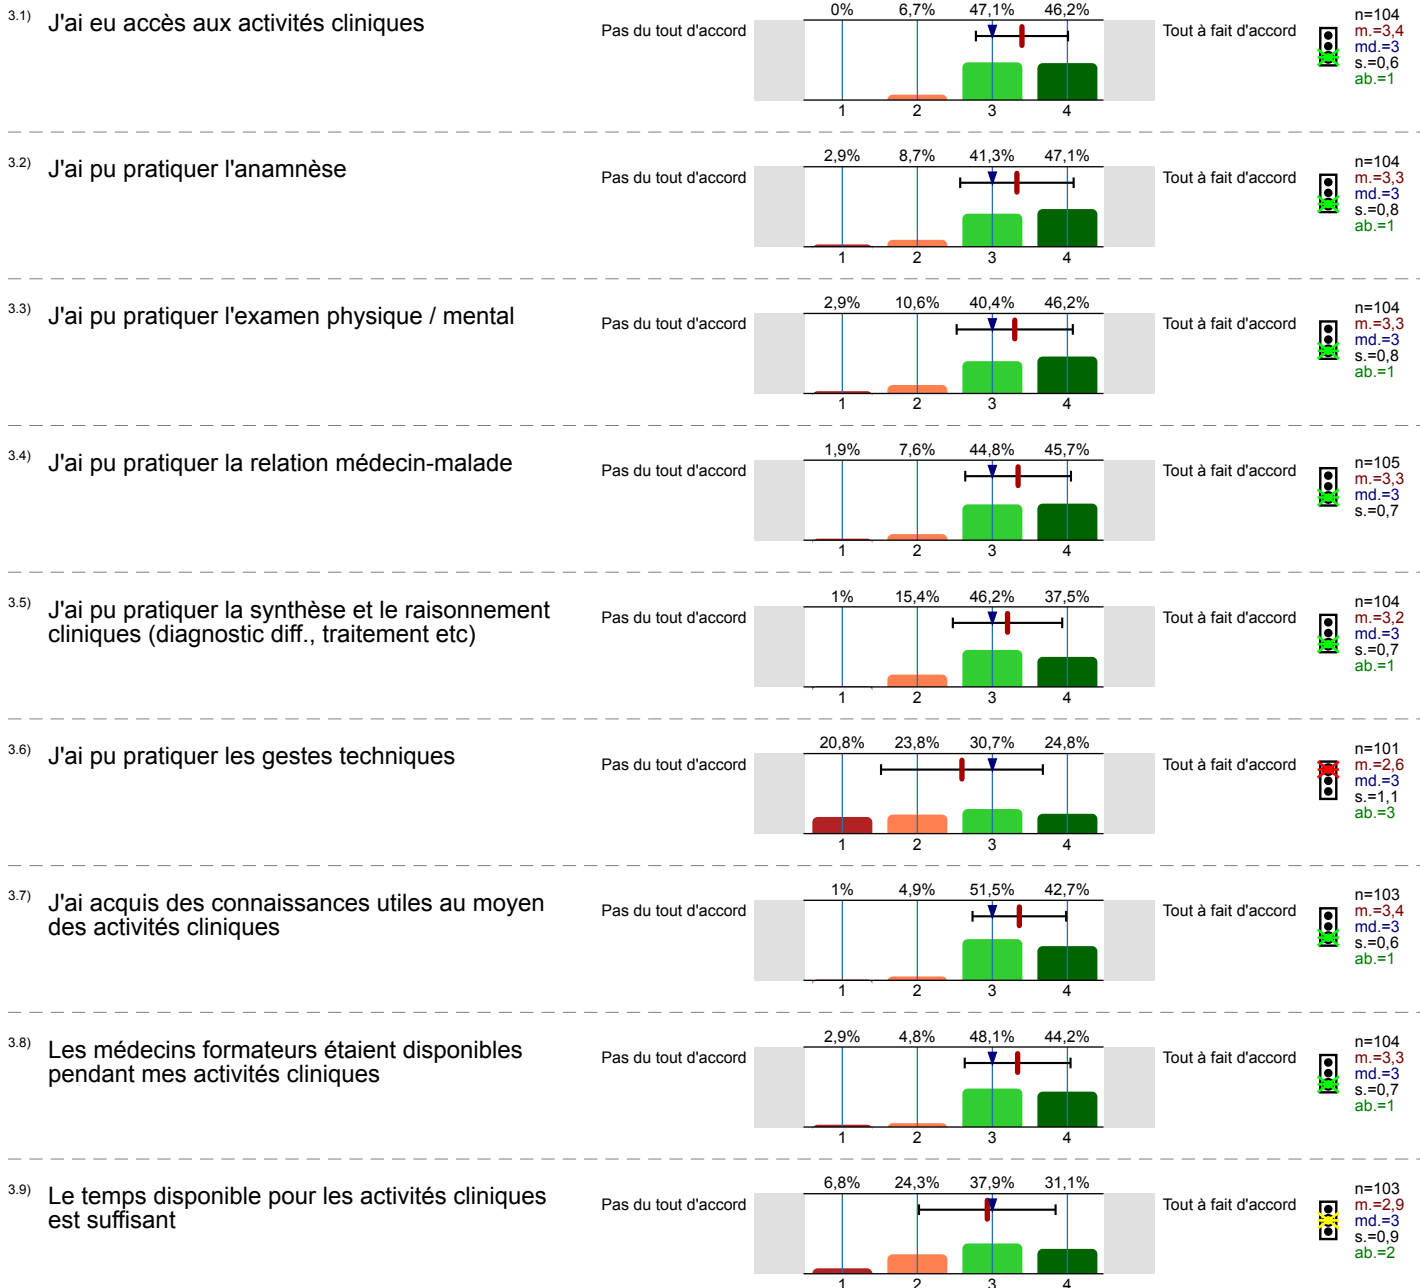 3.1) J'ai eu accès aux activités cliniques
Pas du tout d'accord
0% 6,7% 47,1% 46,2%
1 2 3 4
Tout à fait d'accord
n=104
m.=3,4
md.=3
s.=0,6
ab.=1
3.2) J'ai pu pratiquer l'anamnèse
Pas du tout d'accord
2,9% 8,7% 41,3% 47,1%
1 2 3 4
Tout à fait d'accord
n=104
m.=3,3
md.=3
s.=0,8
ab.=1
3.3) J'ai pu pratiquer l'examen physique / mental
Pas du tout d'accord
2,9% 10,6% 40,4% 46,2%
1 2 3 4
Tout à fait d'accord
n=104
m.=3,3
md.=3
s.=0,8
ab.=1
3.4) J'ai pu pratiquer la relation médecin-malade
Pas du tout d'accord
1,9% 7,6% 44,8% 45,7%
1 2 3 4
Tout à fait d'accord
n=105
m.=3,3
md.=3
s.=0,7
3.5) J'ai pu pratiquer la synthèse et le raisonnement
cliniques (diagnostic diff., traitement etc)
Pas du tout d'accord
1% 15,4% 46,2% 37,5%
1 2 3 4
Tout à fait d'accord
n=104
m.=3,2
md.=3
s.=0,7
ab.=1
3.6) J'ai pu pratiquer les gestes techniques
Pas du tout d'accord
20,8% 23,8% 30,7% 24,8%
1 2 3 4
Tout à fait d'accord
n=101
m.=2,6
md.=3
s.=1,1
ab.=3
3.7) J'ai acquis des connaissances utiles au moyen
des activités cliniques
Pas du tout d'accord
1% 4,9% 51,5% 42,7%
1 2 3 4
Tout à fait d'accord
n=103
m.=3,4
md.=3
s.=0,6
ab.=1
3.8) Les médecins formateurs étaient disponibles
pendant mes activités cliniques
Pas du tout d'accord
2,9% 4,8% 48,1% 44,2%
1 2 3 4
Tout à fait d'accord
n=104
m.=3,3
md.=3
s.=0,7
ab.=1
3.9) Le temps disponible pour les activités cliniques
est suffisant
Pas du tout d'accord
6,8% 24,3% 37,9% 31,1%
1 2 3 4
Tout à fait d'accord
n=103
m.=2,9
md.=3
s.=0,9
ab.=2